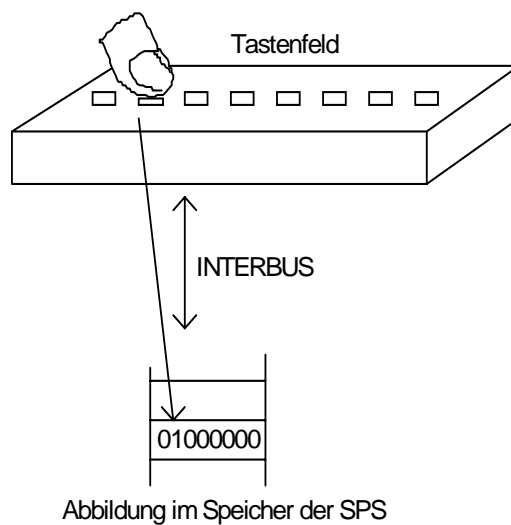 Tastenfeld
INTERBUS
01000000
Abbildung im Speicher der SPS